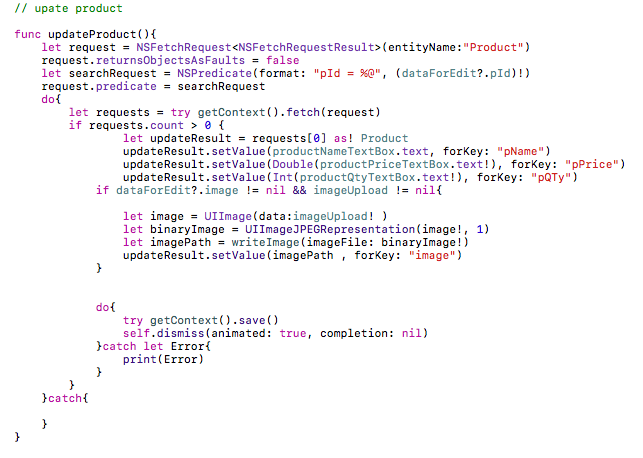 // upate product
func updateProduct(){
let request = NSFetchRequest<NSFetchRequestResult>(entityName:"Product")
request.returnsObjectsAsFaults = false
let searchRequest = NSPredicate(format: "pId = %@", (dataForEdit?.pId)!)
request.predicate = searchRequest
do{
let requests = try getContext().fetch(request)
if requests.count > 0 {
let updateResult = requests[0] as! Product
updateResult.setValue(productNameTextBox.text, forKey: "pName")
updateResult.setValue(Double(productPriceTextBox.text!), forKey: "pPrice")
updateResult.setValue(Int(productQtyTextBox.text!), forKey: "pQTy")
if dataForEdit?.image != nil && imageUpload != nil{
let image = UIImage(data:imageUpload! )
let binaryImage = UIImageJPEGRepresentation(image!, 1)
let imagePath = writeImage(imageFile: binaryImage!)
updateResult.setValue(imagePath , forKey: "image")
}
do{
try getContext().save()
self.dismiss(animated: true, completion: nil)
}catch let Error{
print(Error)
}
}
}catch{
}
}